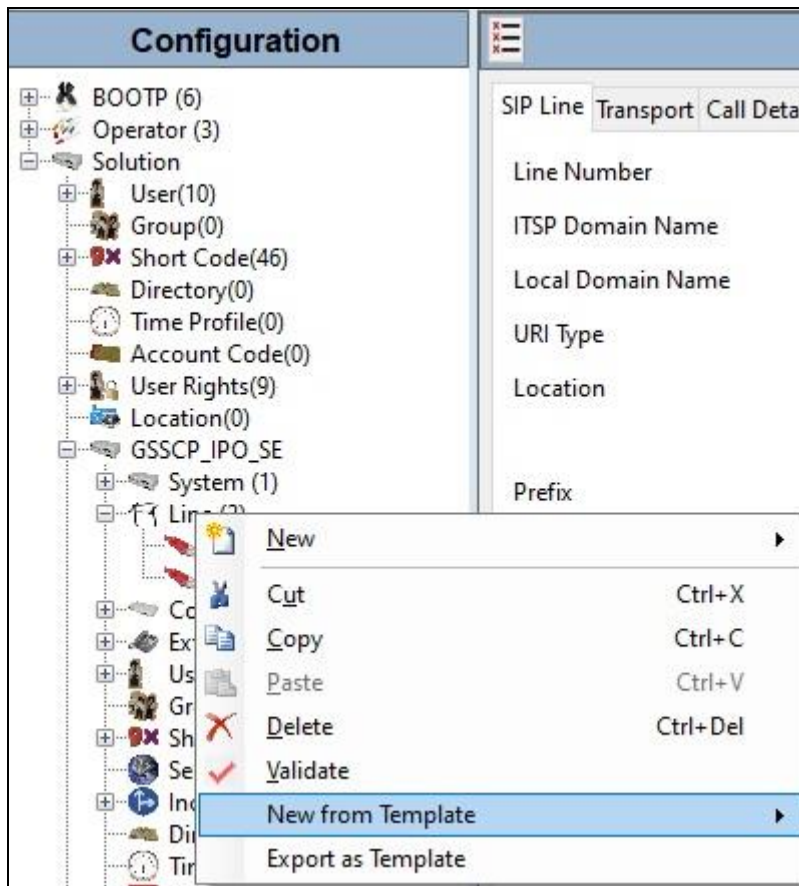 Configuration
BOOTP (6)
Operator (3)
Solution
User(10)
Group(0)
Short Code(46)
Directory(0)
Time Profile(0)
Account Code(0)
User Rights(9)
Location(0)
GSSCP_IPO_SE
System (1)
SIP Line Transport Call Deta
Line Number
ITSP Domain Name
Local Domain Name
URI Type
Location
Prefix
New
Cut Ctrl+X
Copy Ctrl+C
Paste Ctrl+V
Delete Ctrl+Del
Validate
New from Template
Export as Template